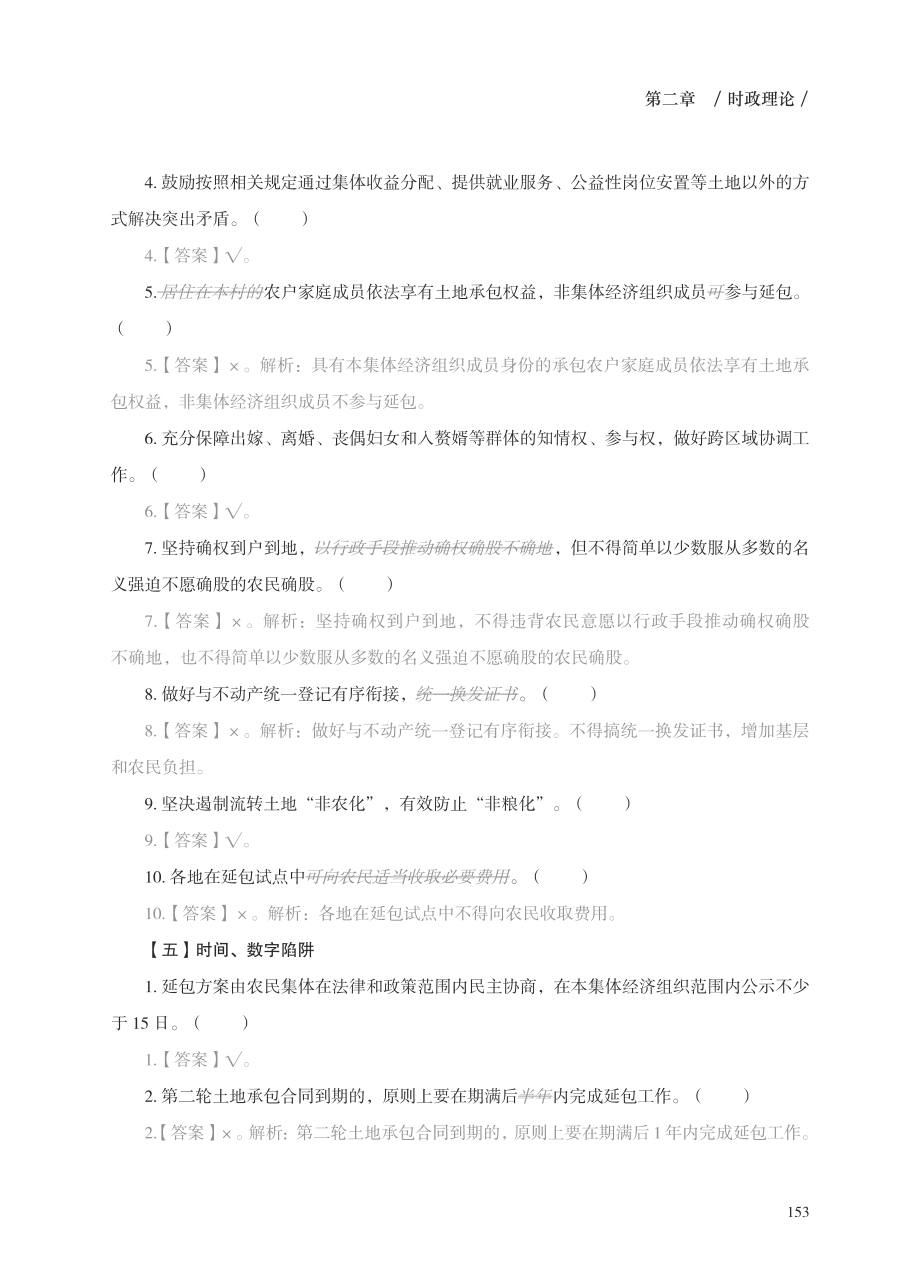 第二章 / 时政理论 /
4. 鼓励按照相关规定通过集体收益分配、提供就业服务、公益性岗位安置等土地以外的方
式解决突出矛盾。（  ）
4.【答案】√。
5. 居住在本村的农户家庭成员依法享有土地承包权益，非集体经济组织成员可参与延包。
（  ）
5.【答案】×。解析：具有本集体经济组织成员身份的承包农户家庭成员依法享有土地承
包权益，非集体经济组织成员不参与延包。
6. 充分保障出嫁、离婚、丧偶妇女和入赘婿等群体的知情权、参与权，做好跨区域协调工
作。（  ）
6.【答案】√。
7. 坚持确权到户到地，以行政手段推动确权确股不确地，但不得简单以少数服从多数的名
义强迫不愿确股的农民确股。（  ）
7.【答案】×。解析：坚持确权到户到地，不得违背农民意愿以行政手段推动确权确股
不确地，也不得简单以少数服从多数的名义强迫不愿确股的农民确股。
8. 做好与不动产统一登记有序衔接，统一换发证书。（  ）
8.【答案】×。解析：做好与不动产统一登记有序衔接。不得搞统一换发证书，增加基层
和农民负担。
9. 坚决遏制流转土地“非农化”，有效防止“非粮化”。（  ）
9.【答案】√。
10. 各地在延包试点中可向农民适当收取必要费用。（  ）
10.【答案】×。解析：各地在延包试点中不得向农民收取费用。
【五】时间、数字陷阱
1. 延包方案由农民集体在法律和政策范围内民主协商，在本集体经济组织范围内公示不少
于 15 日。（  ）
1.【答案】√。
2. 第二轮土地承包合同到期的，原则上要在期满后半年内完成延包工作。（  ）
2.【答案】×。解析：第二轮土地承包合同到期的，原则上要在期满后 1 年内完成延包工作。
153